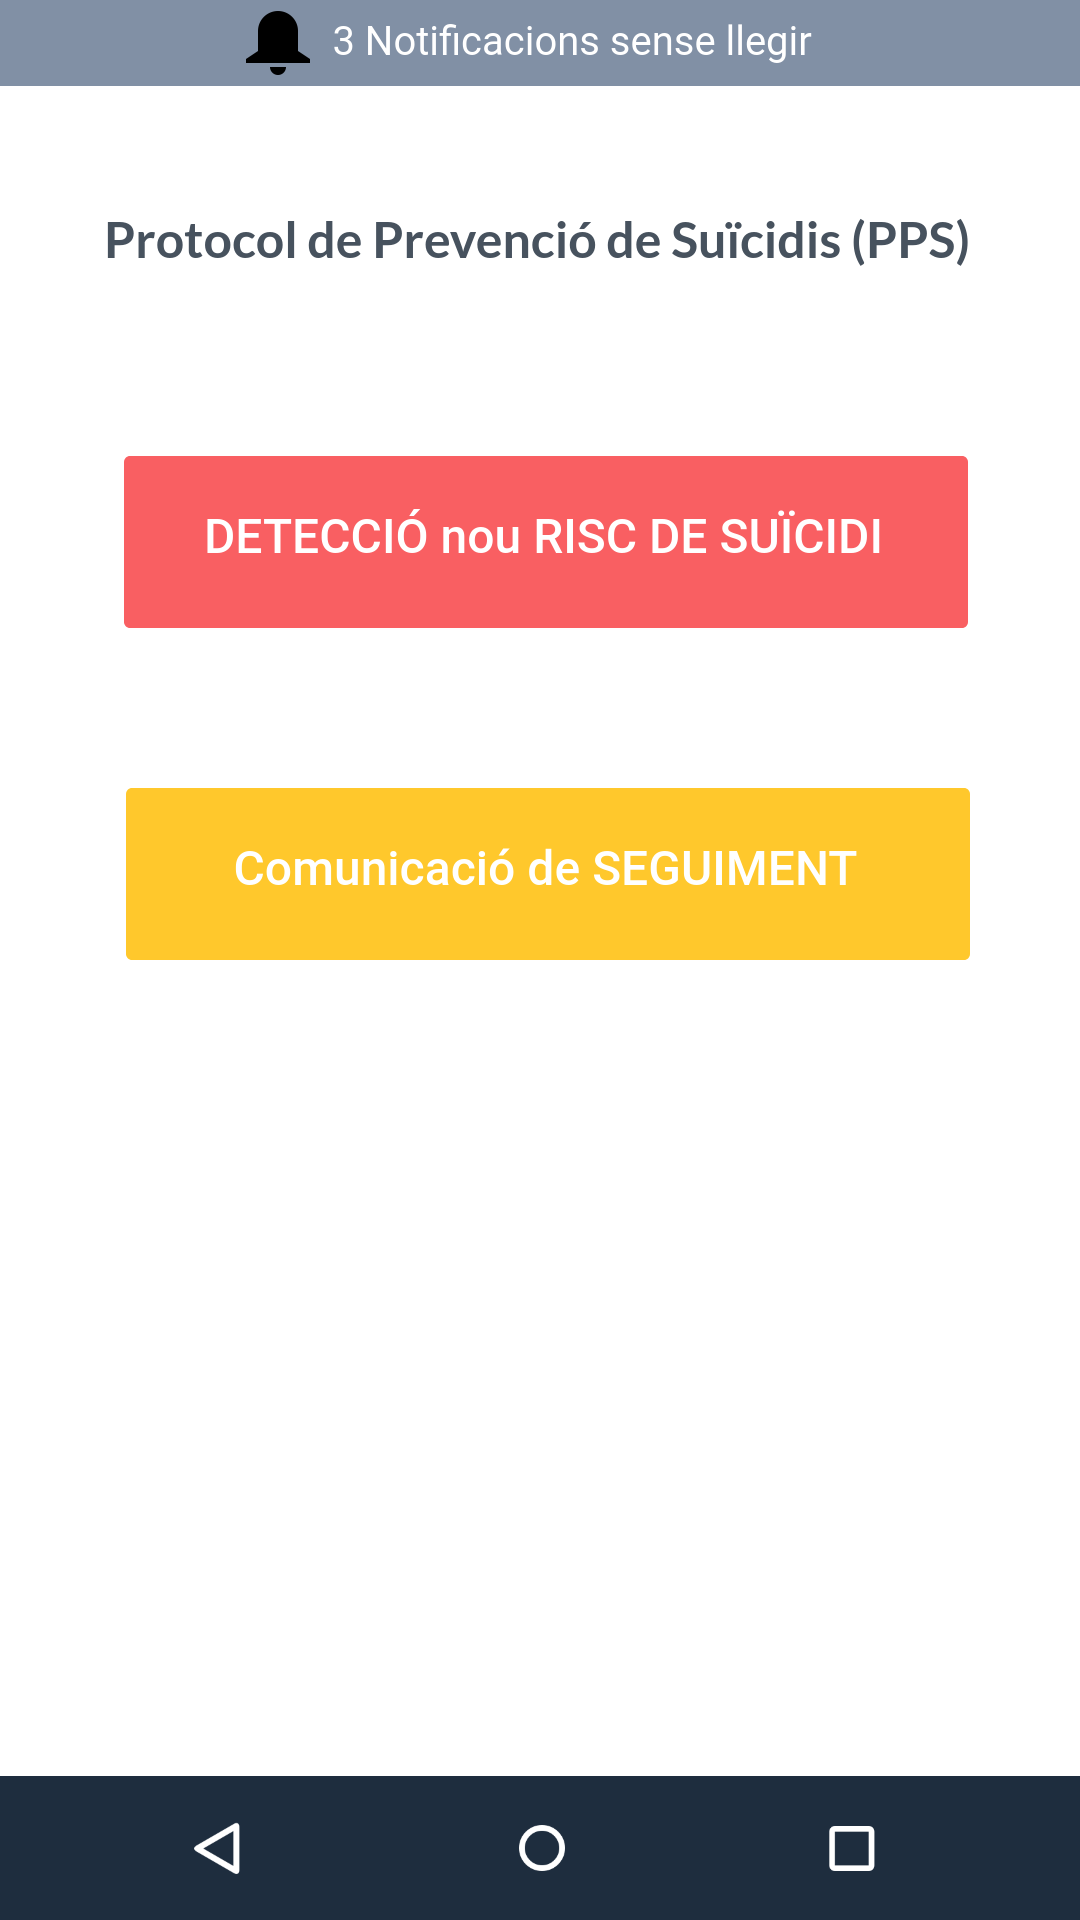 3 Notificacions sense llegir
Protocol de Prevenció de Suïcidis (PPS)
DETECCIÓ nou RISC DE SUÏCIDI
Comunicació de SEGUIMENT